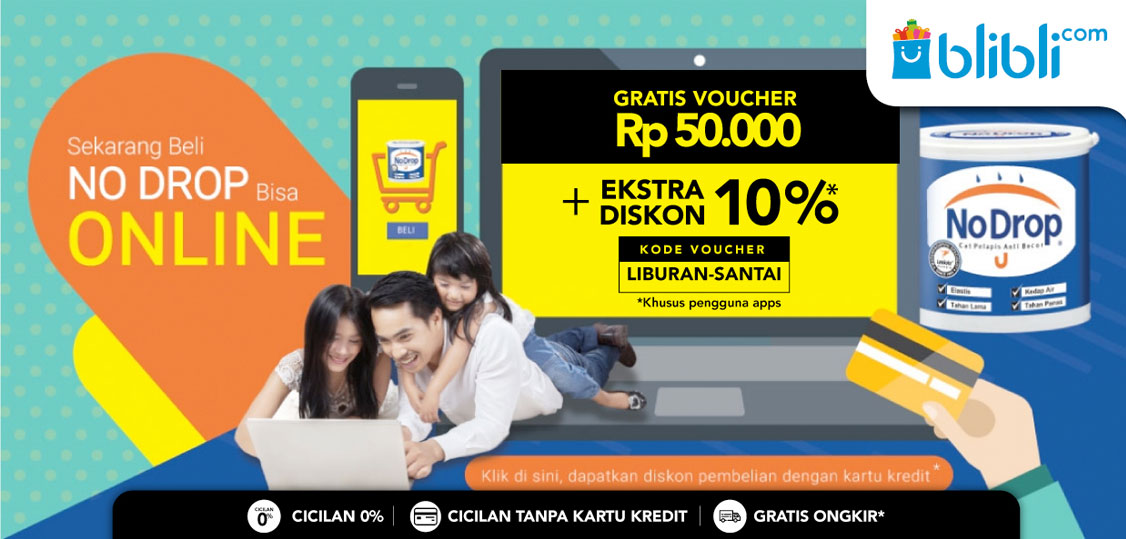 Sekarang Beli
NO DROP Bisa
ONLINE
NoDrop
BELI
GRATIS VOUCHER
Rp 50.000
+ EKSTRA DISKON 10%*
KODE VOUCHER
LIBURAN-SANTAI
*Khusus pengguna apps
blibli.com
NoDrop
NoDrop
Cat Pelapis Anti Bocor
Elastis
Kedap Air
Tahan Lama
Tahan Panas
Klik di sini, dapatkan diskon pembelian dengan kartu kredit*
CICILAN 0% CICILAN 0%
CICILAN TANPA KARTU KREDIT
GRATIS ONGKIR*